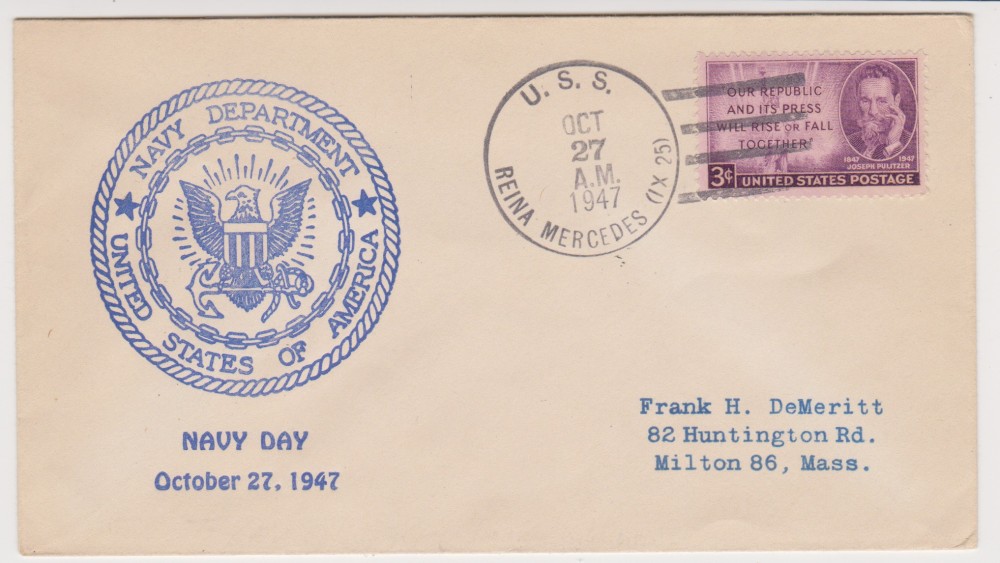 NAVY DEPARTMENT
UNITED STATES OF AMERICA
NAVY DAY
October 27, 1947
U. S. S.
OCT
27
A.M.
1947
REINA MERCEDES (IX 25)
OUR REPUBLIC
AND ITS PRESS
WILL RISE OR FALL
TOGETHER
1847 1947
JOSEPH PULITZER
3¢ UNITED STATES POSTAGE
Frank H. DeMeritt
82 Huntington Rd.
Milton 86, Mass.